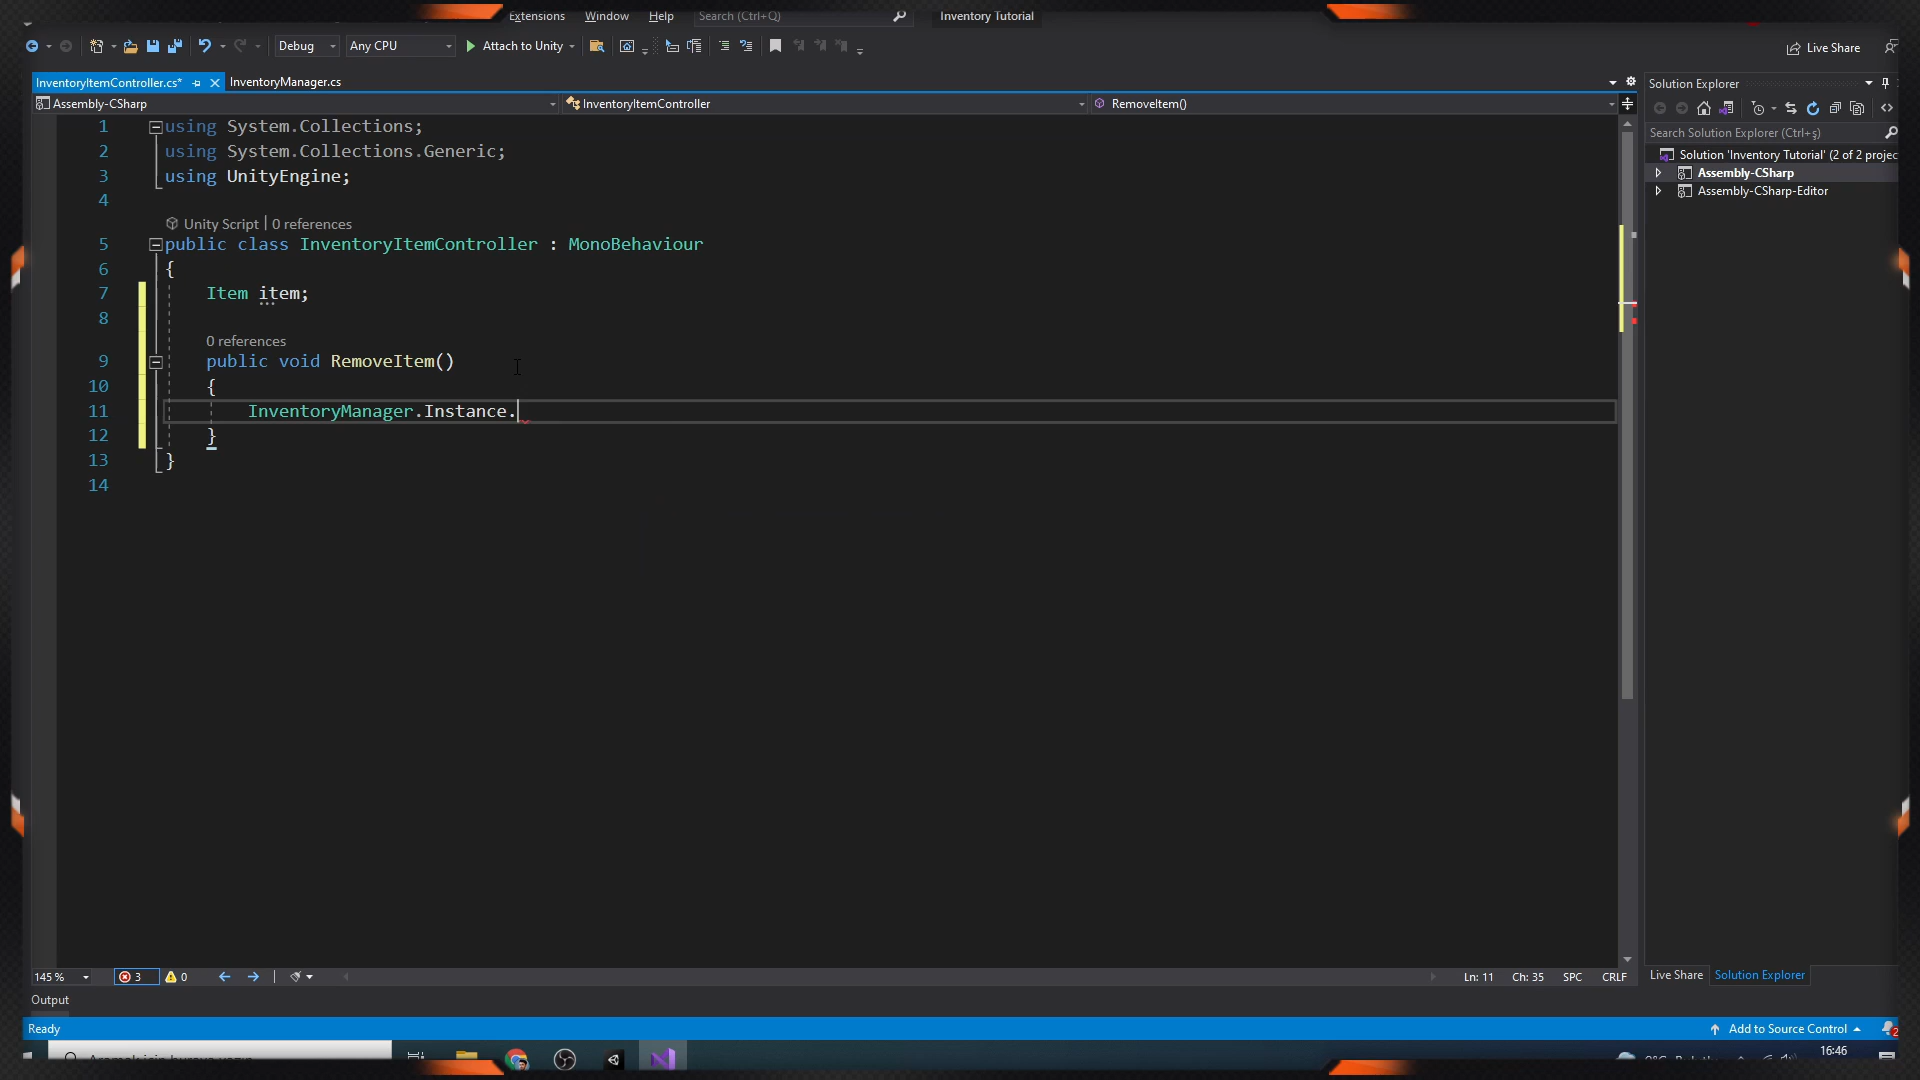 Extensions Window Help Search (Ctrl+Q) Inventory Tutorial
Debug Any CPU Attach to Unity Live Share
InventoryItemController.cs* InventoryManager.cs
Assembly-CSharp InventoryItemController RemoveItem()
1 using System.Collections;
2 using System.Collections.Generic;
3 using UnityEngine;
4
Unity Script | 0 references
5 public class InventoryItemController : MonoBehaviour
6 {
7 Item item;
8
0 references
9 public void RemoveItem()
10 {
11 InventoryManager.Instance.
12 }
13 }
14
Solution Explorer
Search Solution Explorer (Ctrl+ş)
Solution 'Inventory Tutorial' (2 of 2 projec
Assembly-CSharp
Assembly-CSharp-Editor
145 % 3 0 Ln: 11 Ch: 35 SPC CRLF
Live Share Solution Explorer
Output
Ready Add to Source Control 2
16:46